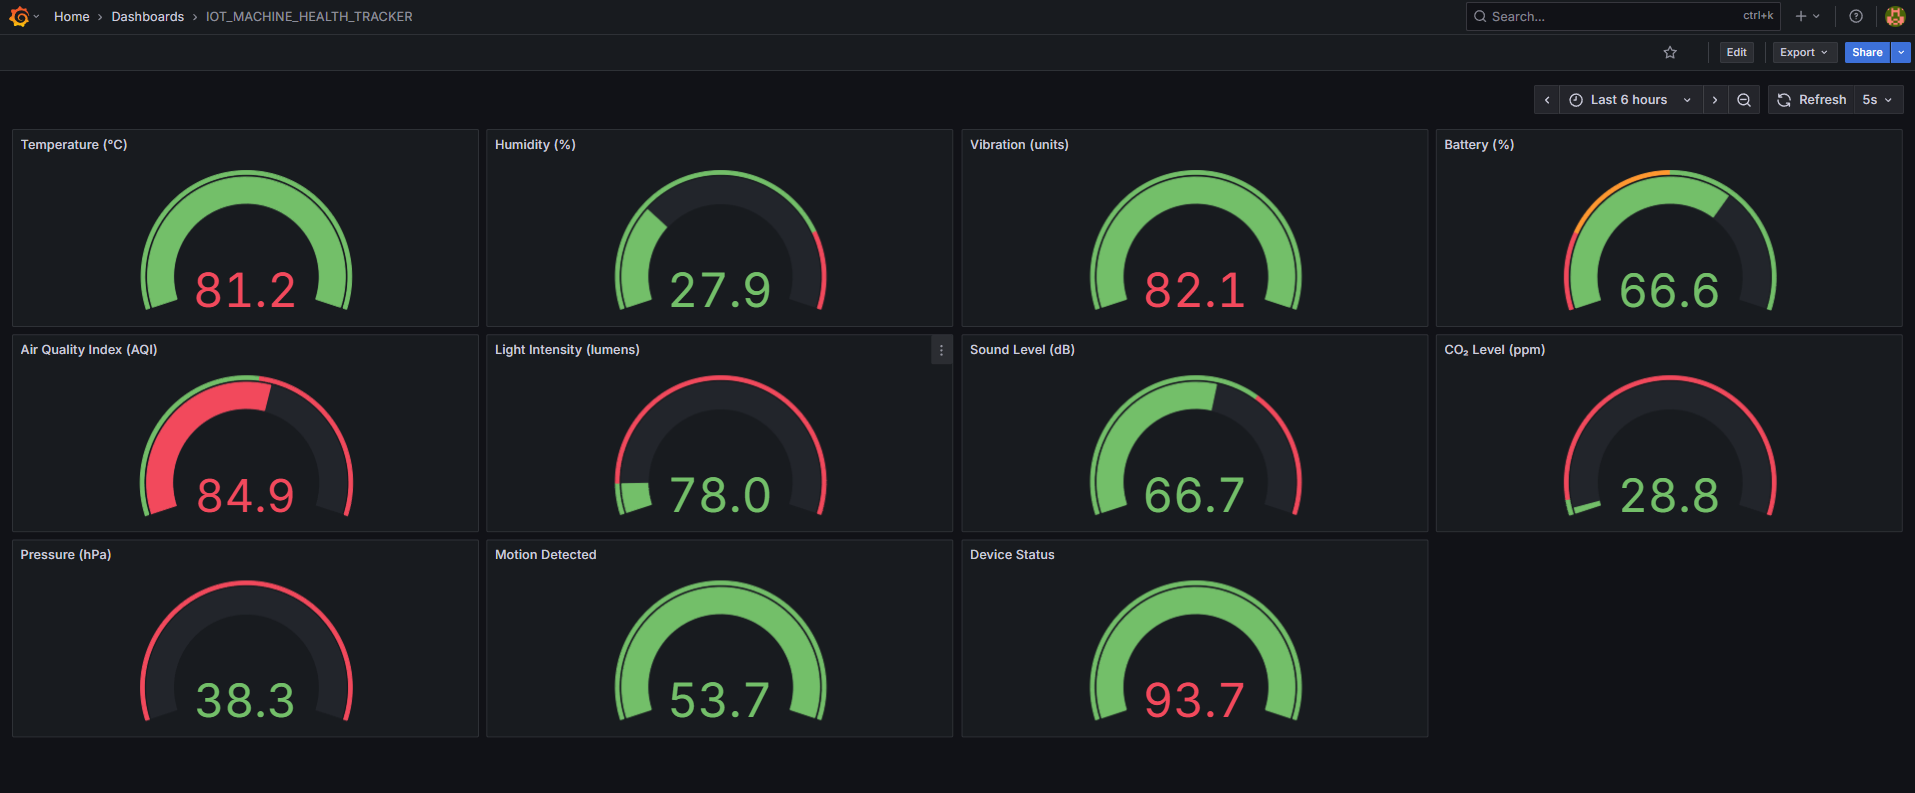 Home › Dashboards › IOT_MACHINE_HEALTH_TRACKER
Search... ctrl+k
Edit Export Share
Last 6 hours Refresh 5s
Temperature (°C)
81.2
Humidity (%)
27.9
Vibration (units)
82.1
Battery (%)
66.6
Air Quality Index (AQI)
84.9
Light Intensity (lumens)
78.0
Sound Level (dB)
66.7
CO₂ Level (ppm)
28.8
Pressure (hPa)
38.3
Motion Detected
53.7
Device Status
93.7